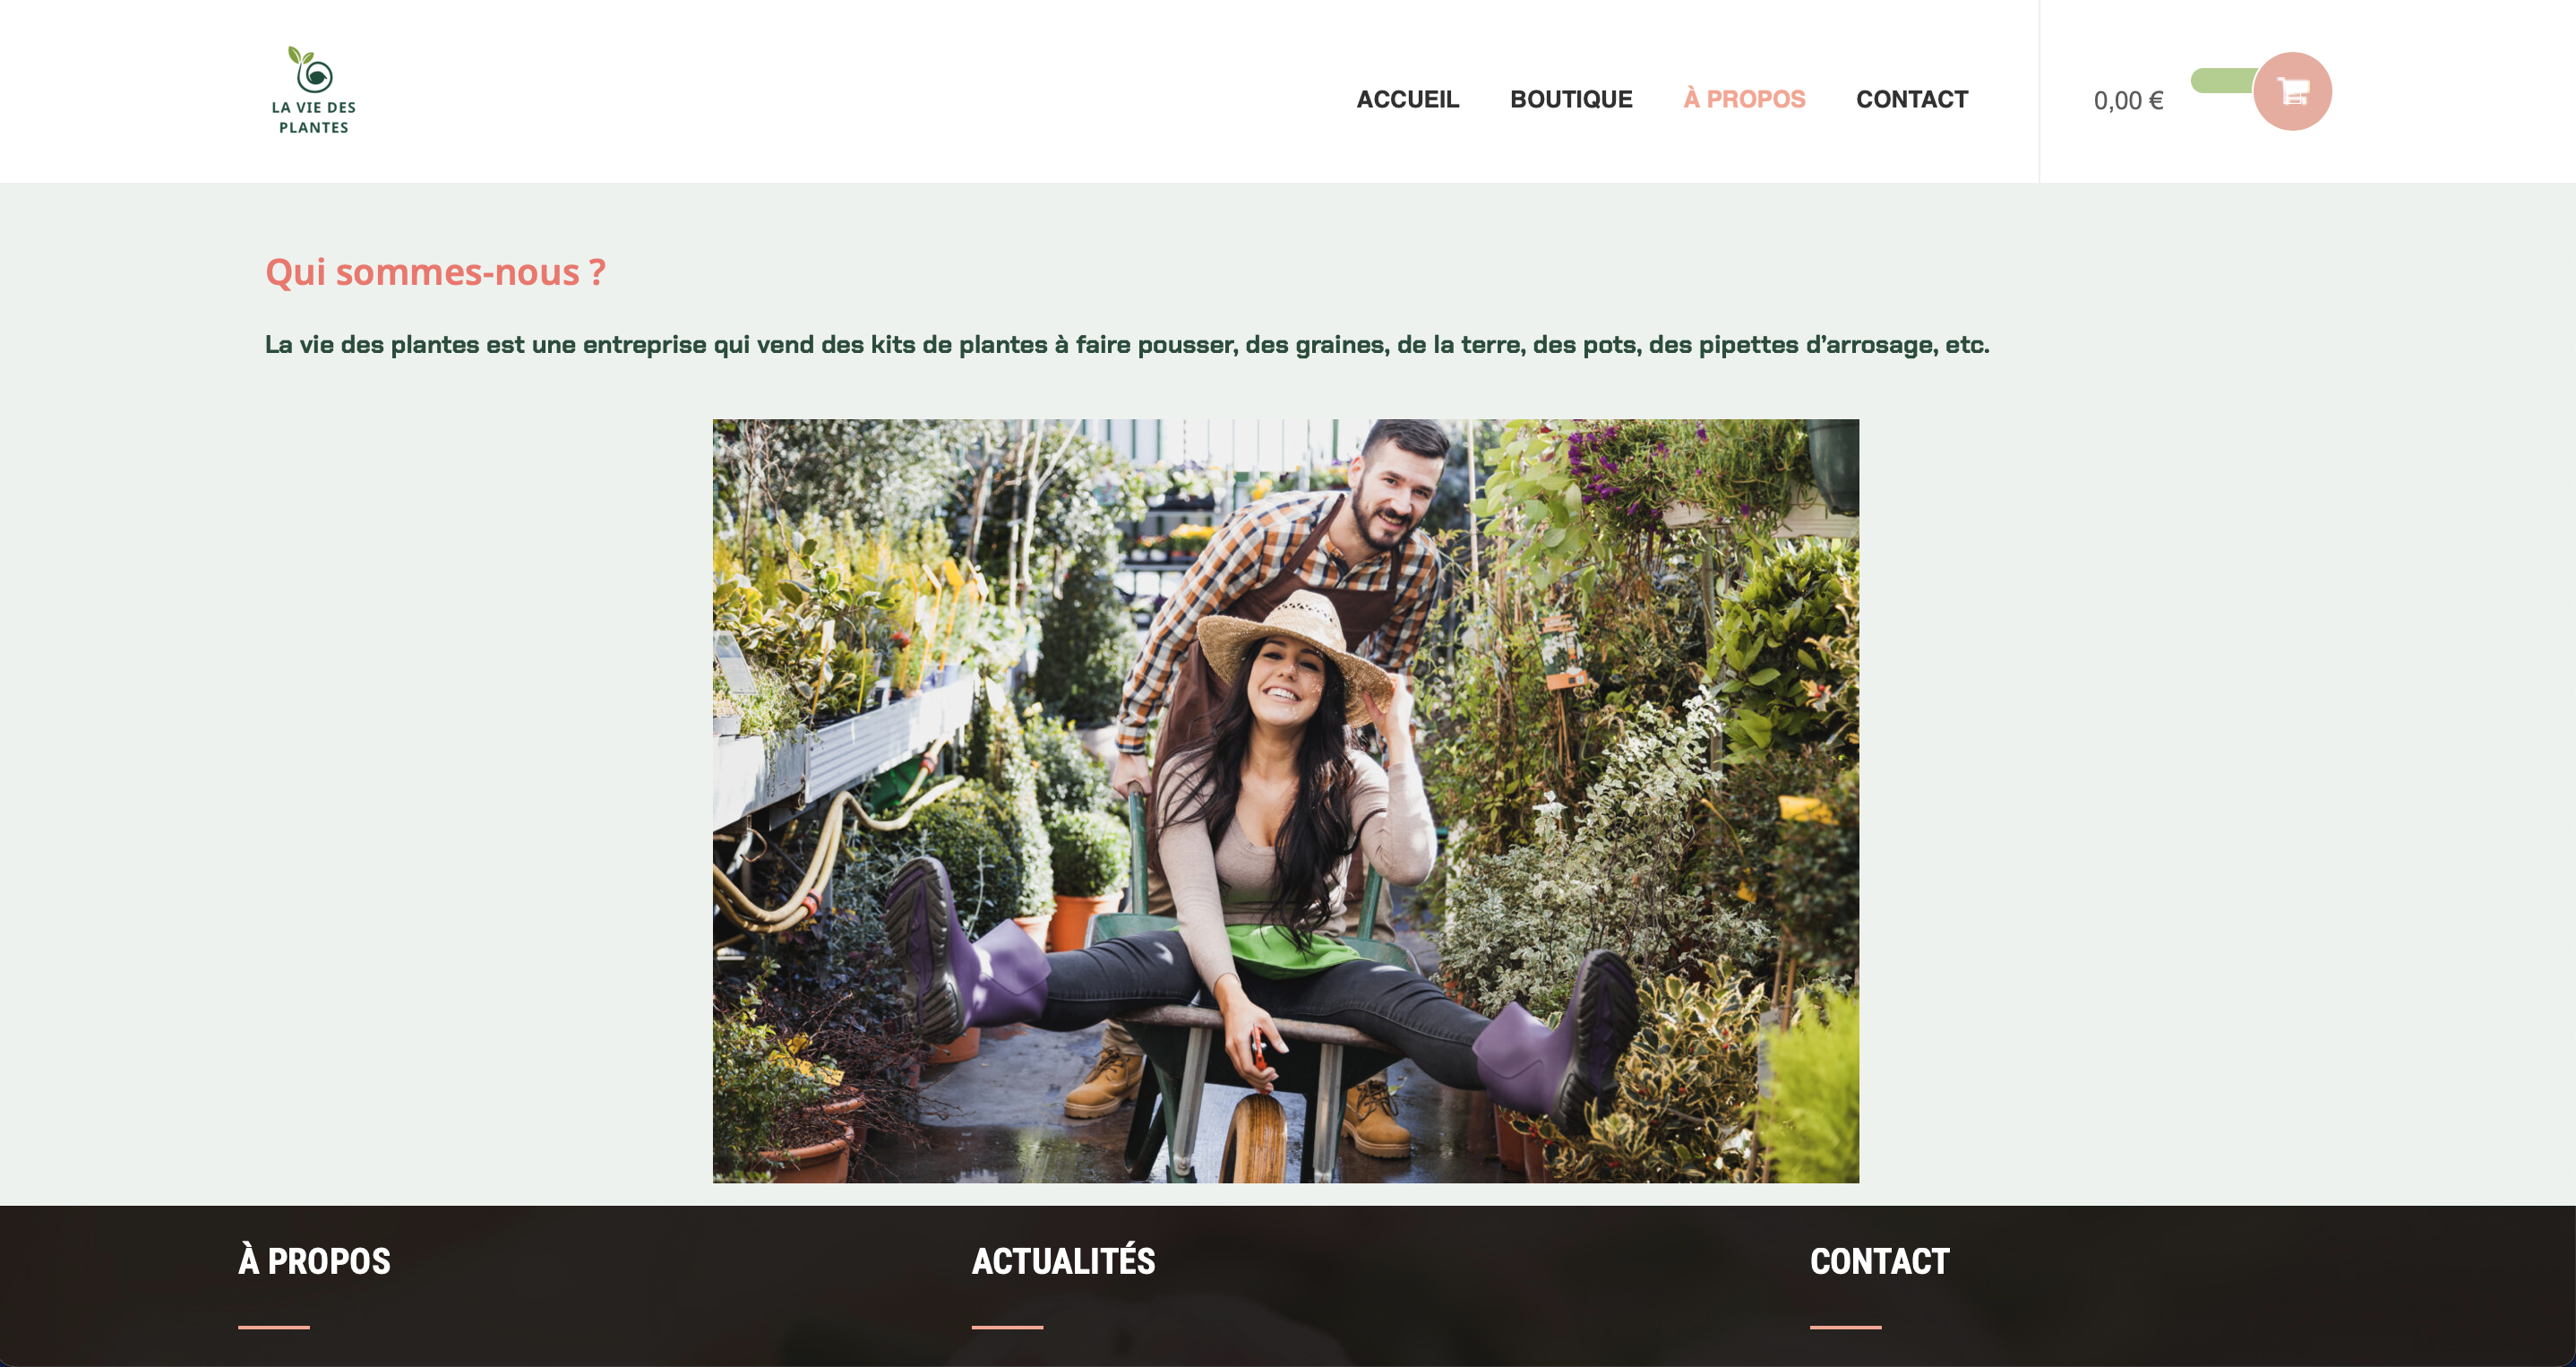 LA VIE DES
PLANTES
ACCUEIL
BOUTIQUE
À PROPOS
CONTACT
0,00 €
Qui sommes-nous ?
La vie des plantes est une entreprise qui vend des kits de plantes à faire pousser, des graines, de la terre, des pots, des pipettes d’arrosage, etc.
À PROPOS
ACTUALITÉS
CONTACT